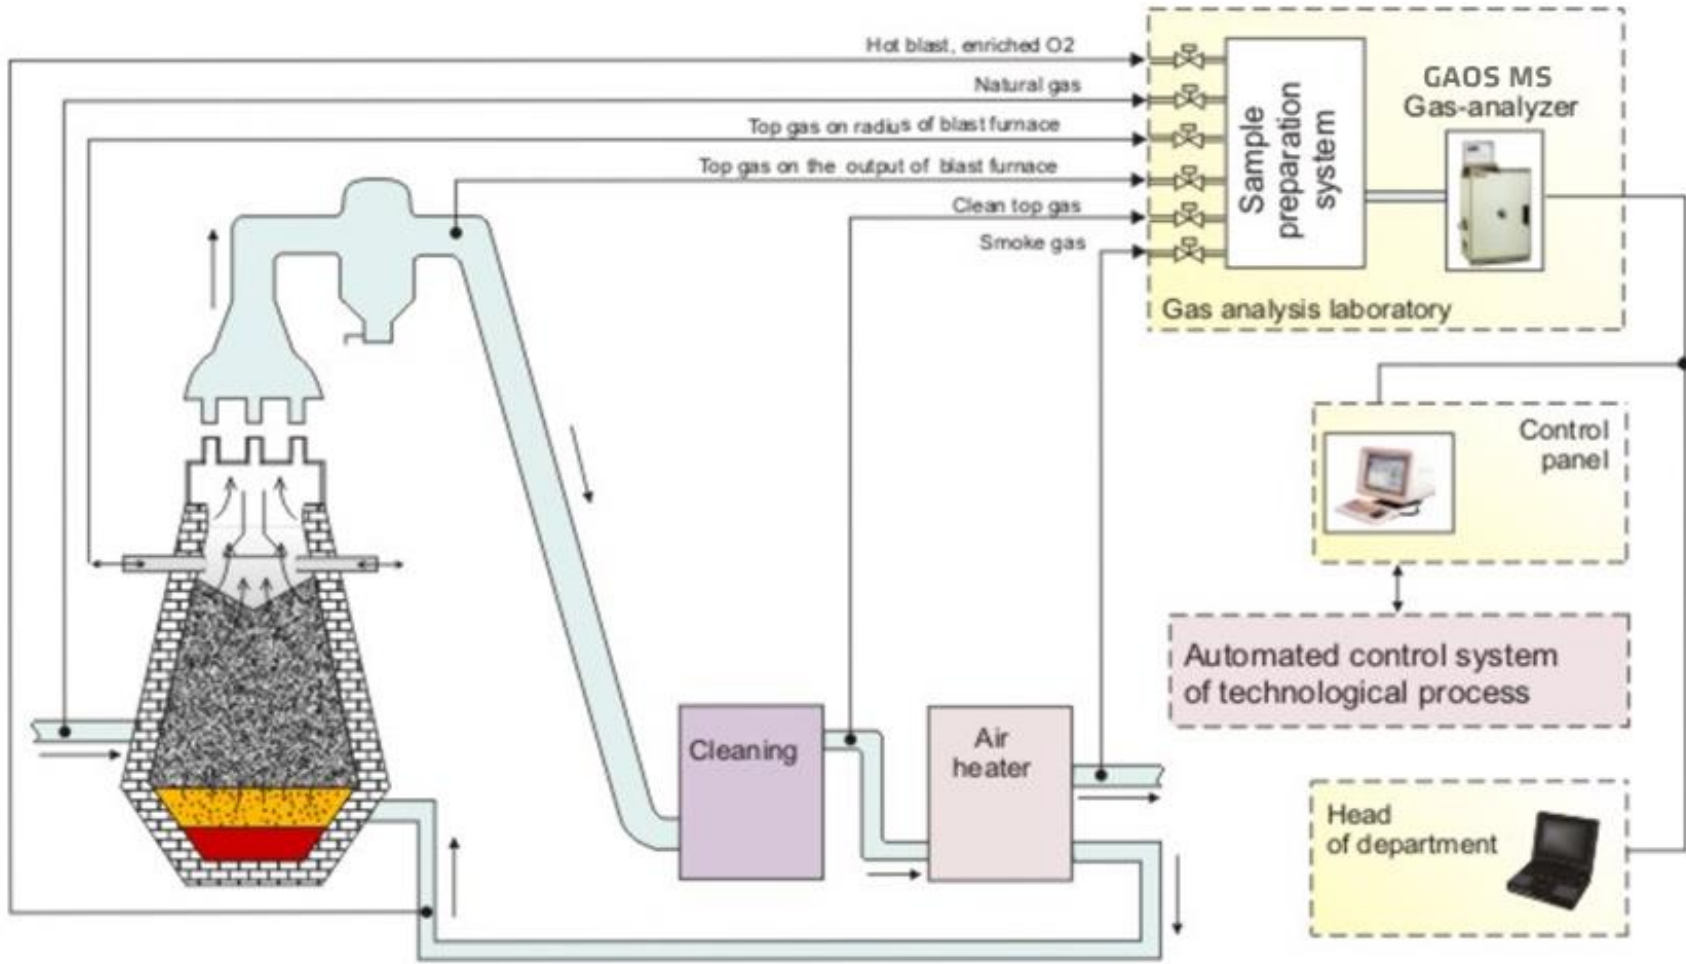 Hot blast, enriched O2
Natural gas
Top gas on radius of blast furnace
Top gas on the output of blast furnace
Clean top gas
Smoke gas
Sample
preparation
system
GAOS MS
Gas-analyzer
Gas analysis laboratory
Control
panel
Automated control system
of technological process
Cleaning
Air
heater
Head
of department